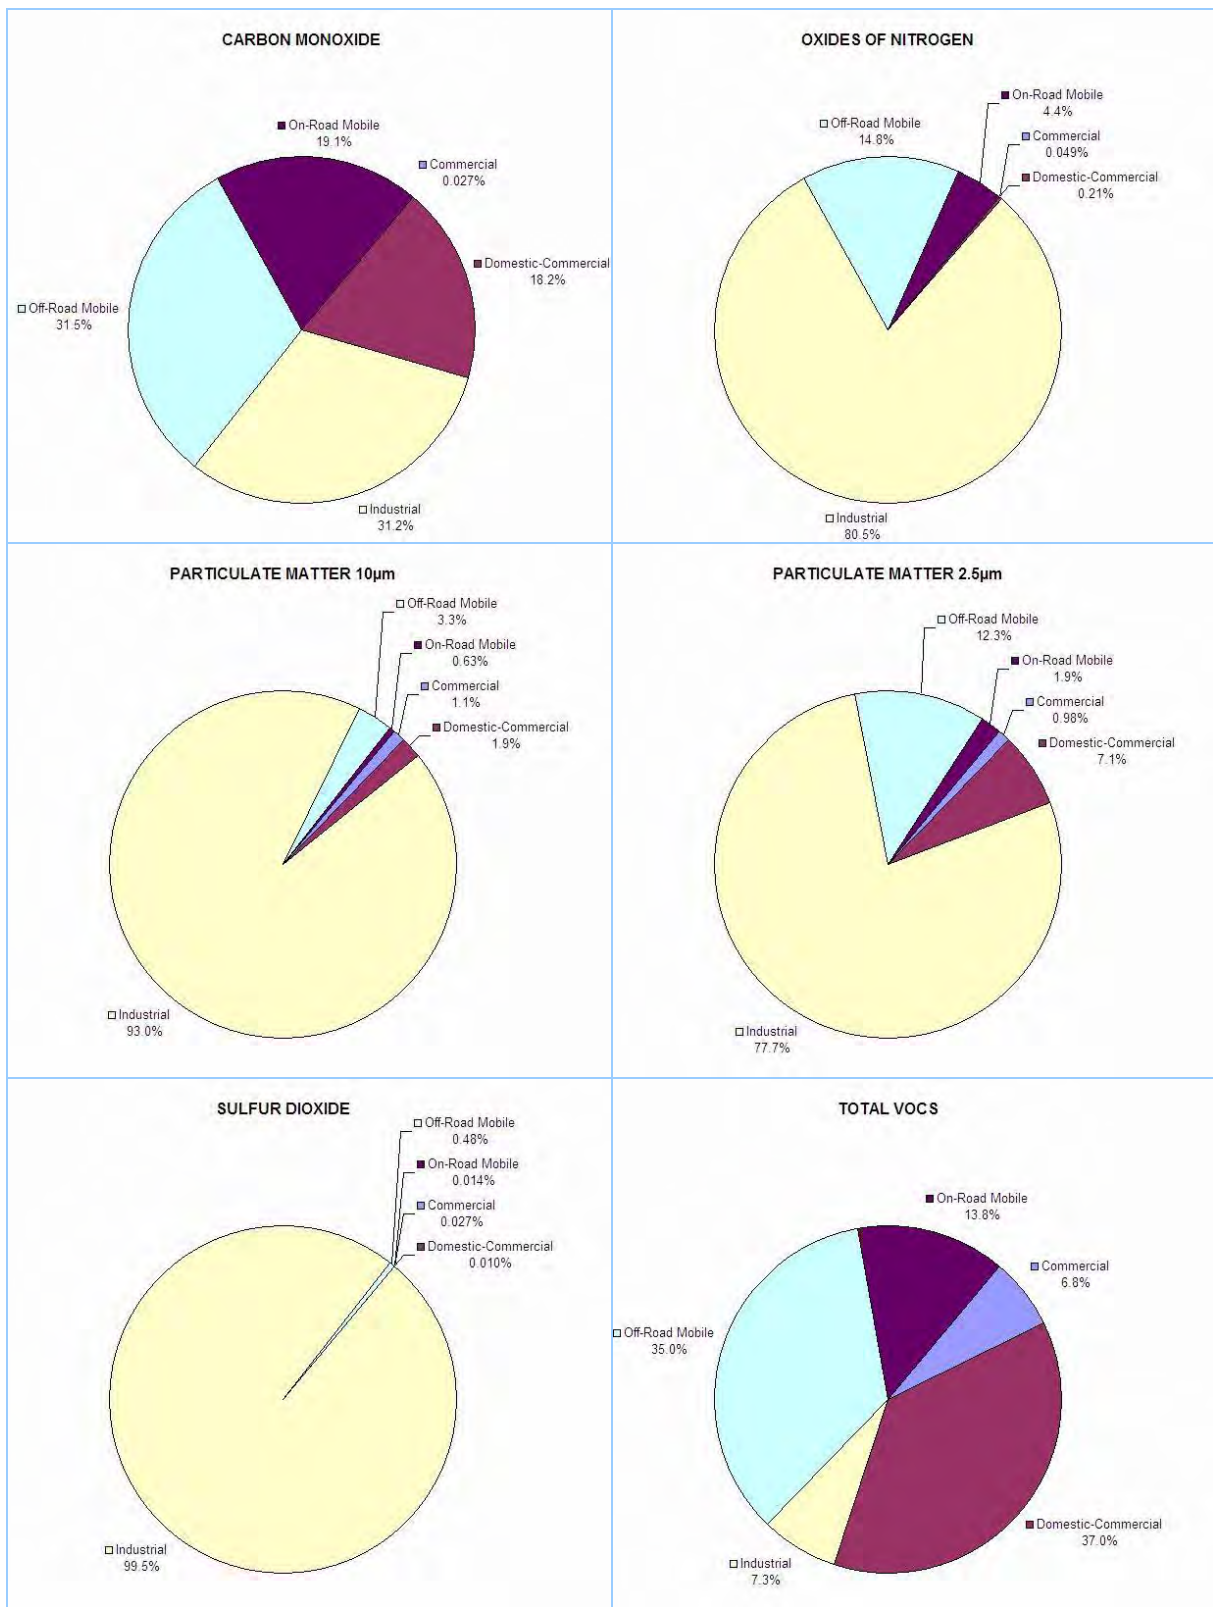 CARBON MONOXIDE
On-Road Mobile
19.1%
Commercial
0.027%
Domestic-Commercial
18.2%
Off-Road Mobile
31.5%
Industrial
31.2%
OXIDES OF NITROGEN
On-Road Mobile
4.4%
Off-Road Mobile
14.8%
Commercial
0.049%
Domestic-Commercial
0.21%
Industrial
80.5%
PARTICULATE MATTER 10µm
Off-Road Mobile
3.3%
On-Road Mobile
0.63%
Commercial
1.1%
Domestic-Commercial
1.9%
Industrial
93.0%
PARTICULATE MATTER 2.5µm
Off-Road Mobile
12.3%
On-Road Mobile
1.9%
Commercial
0.98%
Domestic-Commercial
7.1%
Industrial
77.7%
SULFUR DIOXIDE
Off-Road Mobile
0.48%
On-Road Mobile
0.014%
Commercial
0.027%
Domestic-Commercial
0.010%
Industrial
99.5%
TOTAL VOCS
On-Road Mobile
13.8%
Commercial
6.8%
Off-Road Mobile
35.0%
Domestic-Commercial
37.0%
Industrial
7.3%